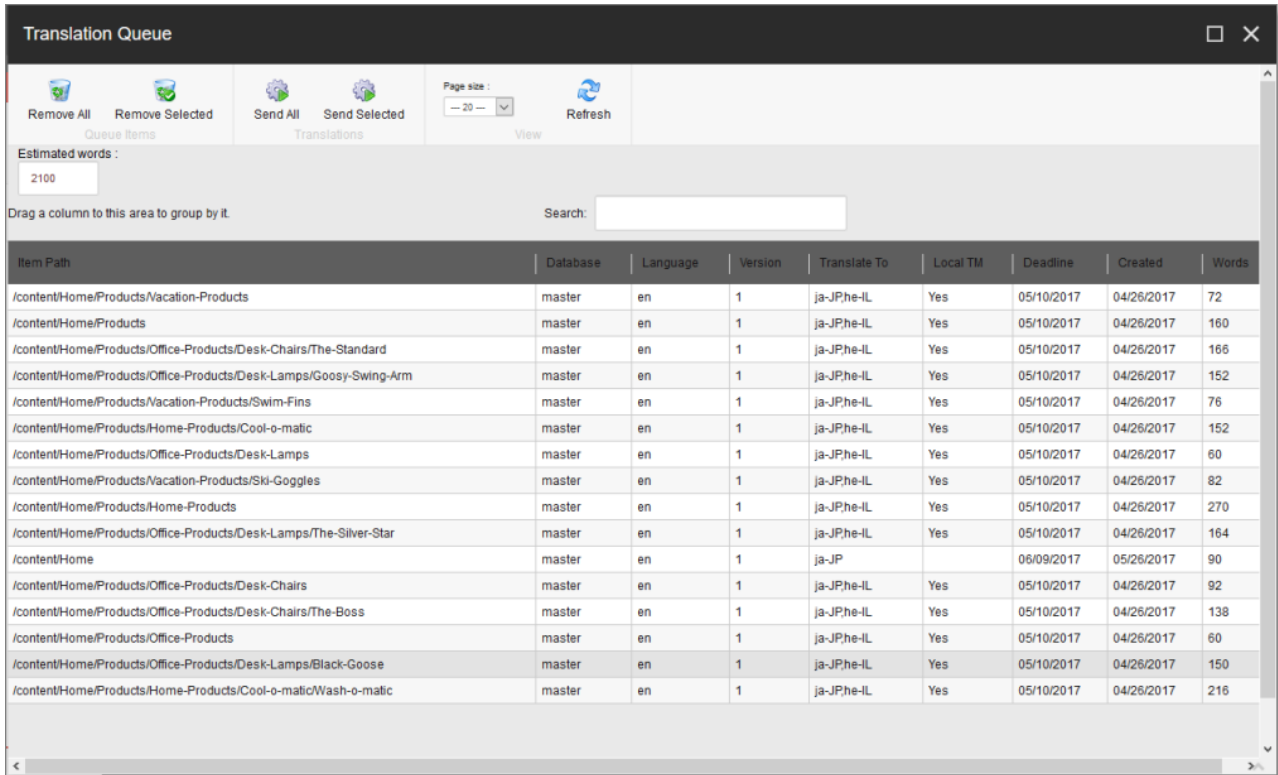 Translation Queue
Page size :
Remove All Remove Selected Send All Send Selected --- 20 --- Refresh
Queue Items Translations View
Estimated words :
2100
Drag a column to this area to group by it. Search:
Item Path Database Language Version Translate To Local TM Deadline Created Words
/content/Home/Products/Vacation-Products master en 1 ja-JP,he-IL Yes 05/10/2017 04/26/2017 72
/content/Home/Products master en 1 ja-JP,he-IL Yes 05/10/2017 04/26/2017 160
/content/Home/Products/Office-Products/Desk-Chairs/The-Standard master en 1 ja-JP,he-IL Yes 05/10/2017 04/26/2017 166
/content/Home/Products/Office-Products/Desk-Lamps/Goosy-Swing-Arm master en 1 ja-JP,he-IL Yes 05/10/2017 04/26/2017 152
/content/Home/Products/Vacation-Products/Swim-Fins master en 1 ja-JP,he-IL Yes 05/10/2017 04/26/2017 76
/content/Home/Products/Home-Products/Cool-o-matic master en 1 ja-JP,he-IL Yes 05/10/2017 04/26/2017 152
/content/Home/Products/Office-Products/Desk-Lamps master en 1 ja-JP,he-IL Yes 05/10/2017 04/26/2017 60
/content/Home/Products/Vacation-Products/Ski-Goggles master en 1 ja-JP,he-IL Yes 05/10/2017 04/26/2017 82
/content/Home/Products/Home-Products master en 1 ja-JP,he-IL Yes 05/10/2017 04/26/2017 270
/content/Home/Products/Office-Products/Desk-Lamps/The-Silver-Star master en 1 ja-JP,he-IL Yes 05/10/2017 04/26/2017 164
/content/Home master en 1 ja-JP 06/09/2017 05/26/2017 90
/content/Home/Products/Office-Products/Desk-Chairs master en 1 ja-JP,he-IL Yes 05/10/2017 04/26/2017 92
/content/Home/Products/Office-Products/Desk-Chairs/The-Boss master en 1 ja-JP,he-IL Yes 05/10/2017 04/26/2017 138
/content/Home/Products/Office-Products master en 1 ja-JP,he-IL Yes 05/10/2017 04/26/2017 60
/content/Home/Products/Office-Products/Desk-Lamps/Black-Goose master en 1 ja-JP,he-IL Yes 05/10/2017 04/26/2017 150
/content/Home/Products/Home-Products/Cool-o-matic/Wash-o-matic master en 1 ja-JP,he-IL Yes 05/10/2017 04/26/2017 216